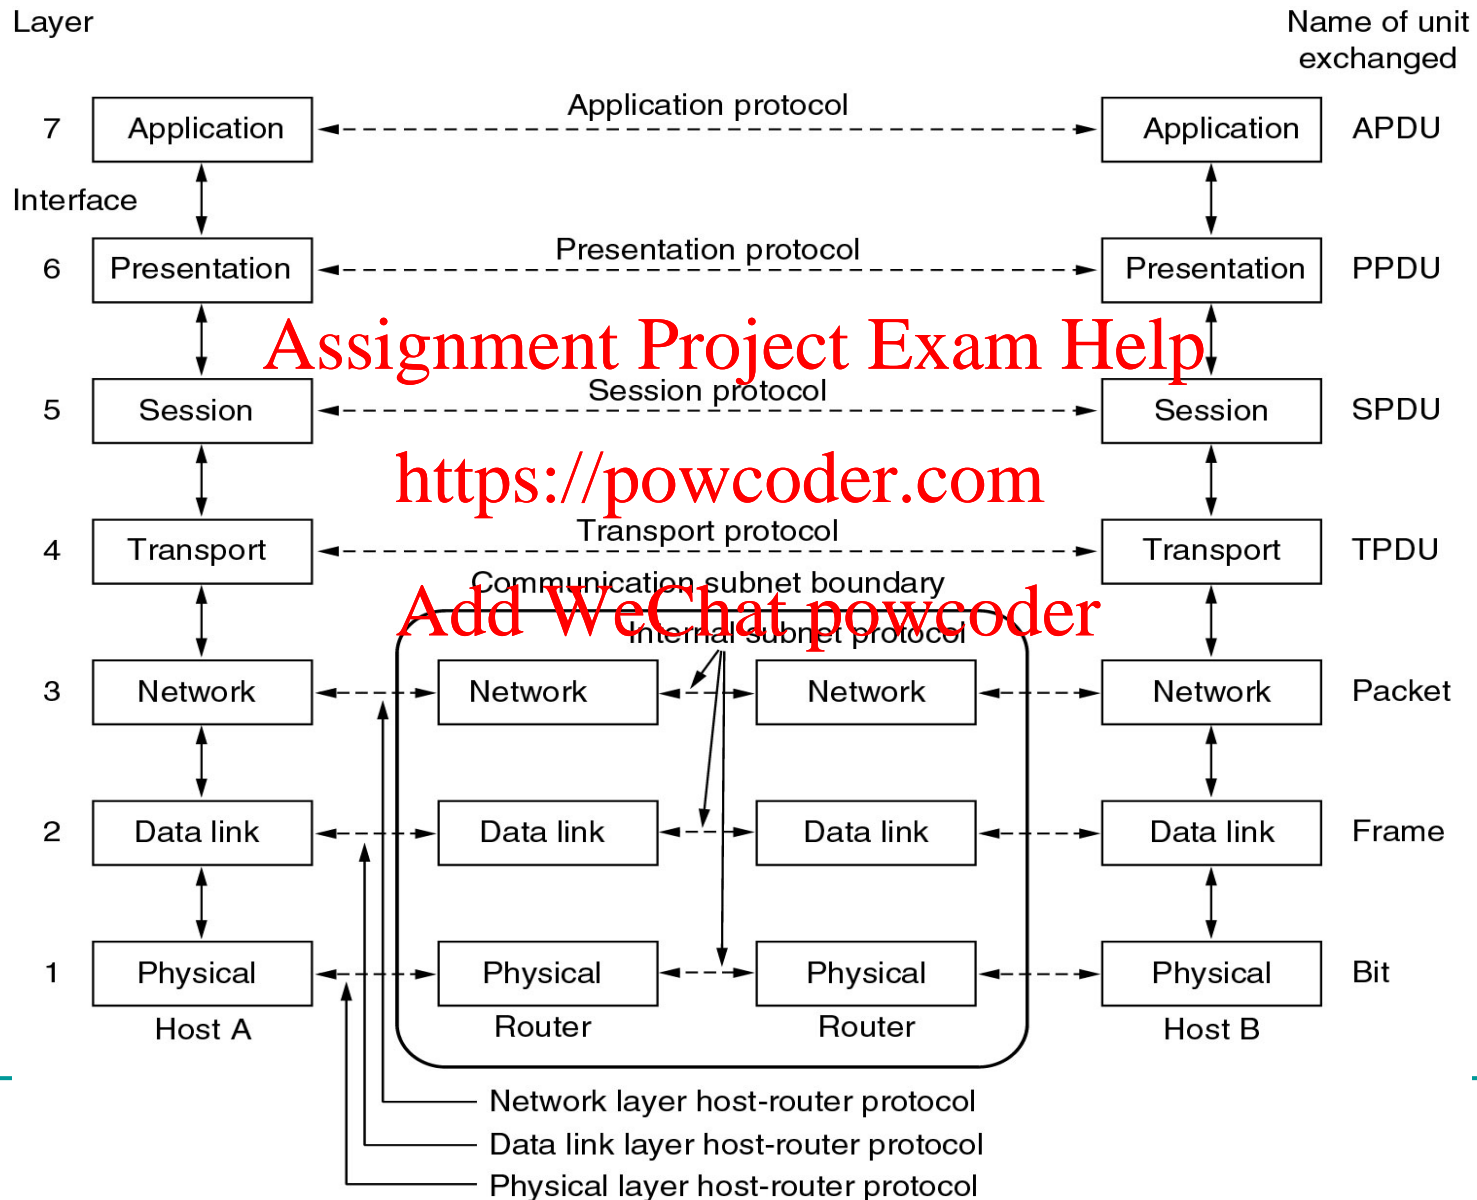 Layer
Name of unit
exchanged
Application protocol
7 Application Application APDU
Interface
Presentation protocol
6 Presentation Presentation PPDU
Assignment Project Exam Help
Session protocol
5 Session Session SPDU
https://powcoder.com
Transport protocol
4 Transport Transport TPDU
Communication subnet boundary
Add WeChat powcoder
Internal subnet protocol
3 Network Network Network Network Packet
2 Data link Data link Data link Data link Frame
1 Physical Physical Physical Physical Bit
Host A Router Router Host B
Network layer host-router protocol
Data link layer host-router protocol
Physical layer host-router protocol